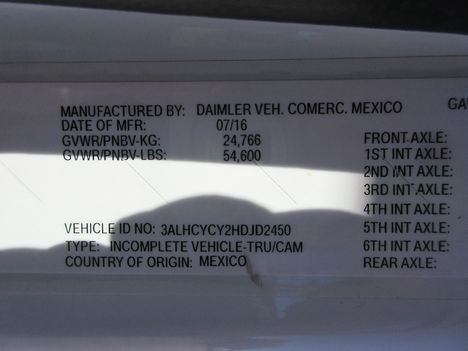 MANUFACTURED BY: DAIMLER VEH. COMERC. MEXICO
DATE OF MFR: 07/16
GVWR/PNBV-KG: 24,766
GVWR/PNBV-LBS: 54,600
FRONT AXLE:
1ST INT AXLE:
2ND INT AXLE:
3RD INT AXLE:
4TH INT AXLE:
5TH INT AXLE:
6TH INT AXLE:
REAR AXLE:
VEHICLE ID NO: 3ALHCYCY2HDJD2450
TYPE: INCOMPLETE VEHICLE-TRU/CAM
COUNTRY OF ORIGIN: MEXICO